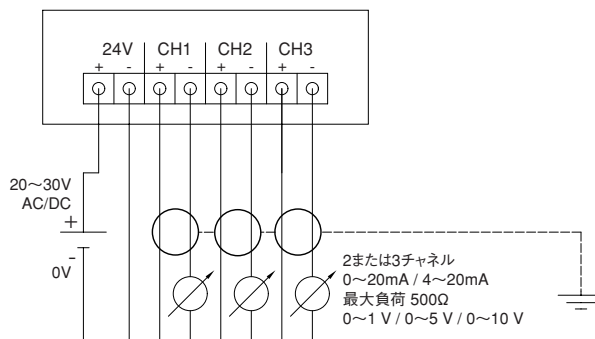 24V CH1 CH2 CH3
+ - + - + - + -
20~30V
AC/DC
+
-
0V
2または3チャネル
0~20mA / 4~20mA
最大負荷 500Ω
0~1 V / 0~5 V / 0~10 V